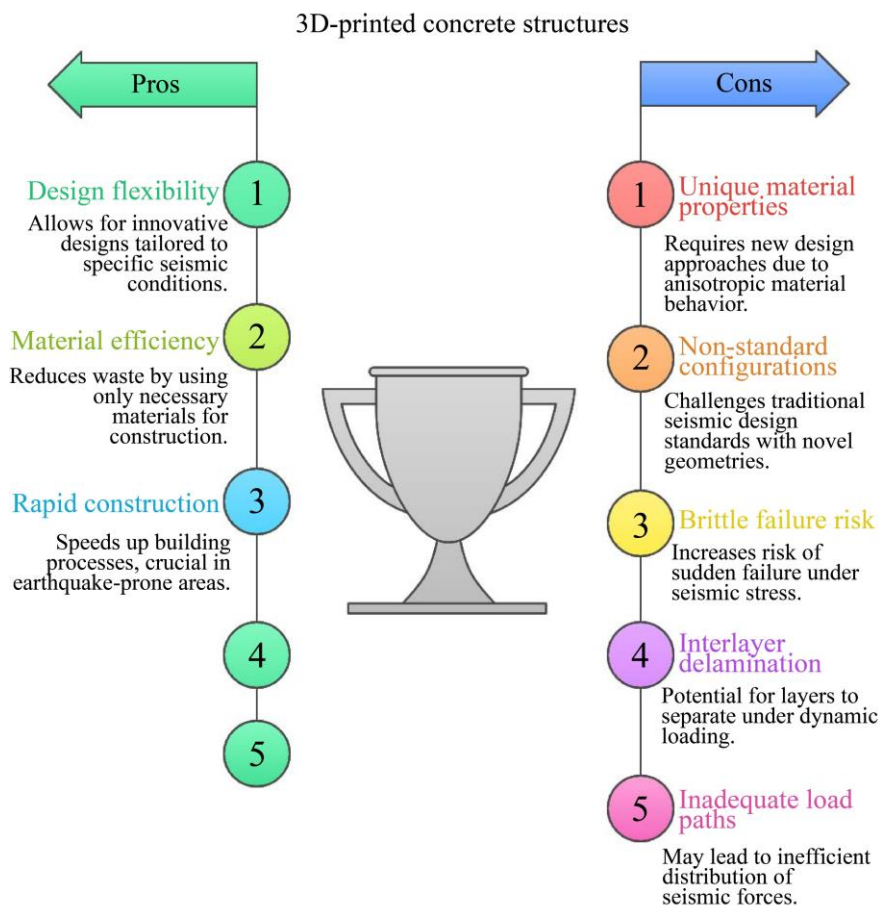 3D-printed concrete structures
Pros
1
Design flexibility
Allows for innovative
designs tailored to
specific seismic
conditions.
2
Material efficiency
Reduces waste by using
only necessary
materials for
construction.
3
Rapid construction
Speeds up building
processes, crucial in
earthquake-prone areas.
4
5
Cons
1
Unique material
properties
Requires new design
approaches due to
anisotropic material
behavior.
2
Non-standard
configurations
Challenges traditional
seismic design
standards with novel
geometries.
3
Brittle failure risk
Increases risk of
sudden failure under
seismic stress.
4
Interlayer
delamination
Potential for layers to
separate under dynamic
loading.
5
Inadequate load
paths
May lead to inefficient
distribution of
seismic forces.